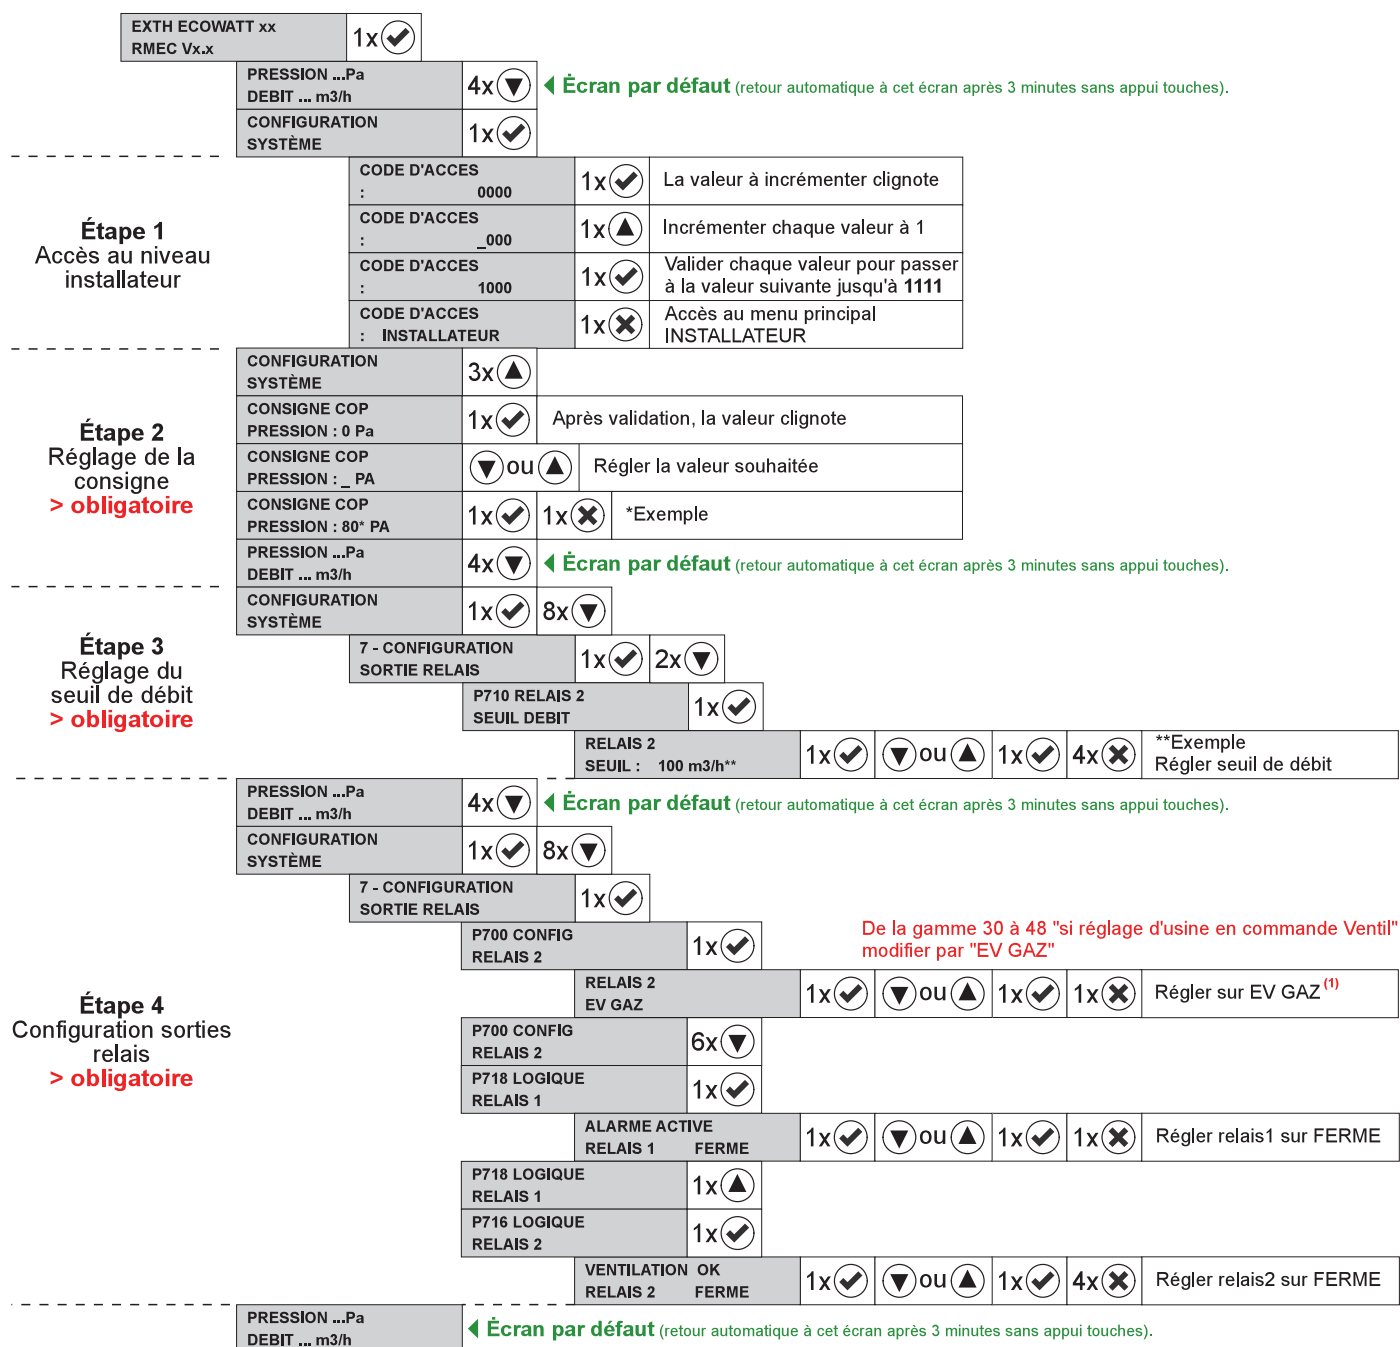 EXTH ECOWATT xx
RMEC Vx.x
1x
PRESSION ...Pa
DEBIT ... m3/h
4x
Écran par défaut (retour automatique à cet écran après 3 minutes sans appui touches).
CONFIGURATION
SYSTÈME
1x
Étape 1
Accès au niveau
installateur
CODE D'ACCES
: 0000
1x
La valeur à incrémenter clignote
CODE D'ACCES
: _000
1x
Incrémenter chaque valeur à 1
CODE D'ACCES
: 1000
1x
Valider chaque valeur pour passer
à la valeur suivante jusqu'à 1111
CODE D'ACCES
: INSTALLATEUR
1x
Accès au menu principal
INSTALLATEUR
Étape 2
Réglage de la
consigne
> obligatoire
CONFIGURATION
SYSTÈME
3x
CONSIGNE COP
PRESSION : 0 Pa
1x
Après validation, la valeur clignote
CONSIGNE COP
PRESSION : _ PA
ou
Régler la valeur souhaitée
CONSIGNE COP
PRESSION : 80* PA
1x 1x
*Exemple
PRESSION ...Pa
DEBIT ... m3/h
4x
Écran par défaut (retour automatique à cet écran après 3 minutes sans appui touches).
Étape 3
Réglage du
seuil de débit
> obligatoire
CONFIGURATION
SYSTÈME
1x 8x
7 - CONFIGURATION
SORTIE RELAIS
1x 2x
P710 RELAIS 2
SEUIL DEBIT
1x
RELAIS 2
SEUIL : 100 m3/h**
1x ou 1x 4x
**Exemple
Régler seuil de débit
PRESSION ...Pa
DEBIT ... m3/h
4x
Écran par défaut (retour automatique à cet écran après 3 minutes sans appui touches).
Étape 4
Configuration sorties
relais
> obligatoire
CONFIGURATION
SYSTÈME
1x 8x
7 - CONFIGURATION
SORTIE RELAIS
1x
P700 CONFIG
RELAIS 2
1x
De la gamme 30 à 48 "si réglage d'usine en commande Ventil"
modifier par "EV GAZ"
RELAIS 2
EV GAZ
1x ou 1x 1x
Régler sur EV GAZ (1)
P700 CONFIG
RELAIS 2
6x
P718 LOGIQUE
RELAIS 1
1x
ALARME ACTIVE
RELAIS 1 FERME
1x ou 1x 1x
Régler relais1 sur FERME
P718 LOGIQUE
RELAIS 1
1x
P716 LOGIQUE
RELAIS 2
1x
VENTILATION OK
RELAIS 2 FERME
1x ou 1x 4x
Régler relais2 sur FERME
PRESSION ...Pa
DEBIT ... m3/h
Écran par défaut (retour automatique à cet écran après 3 minutes sans appui touches).